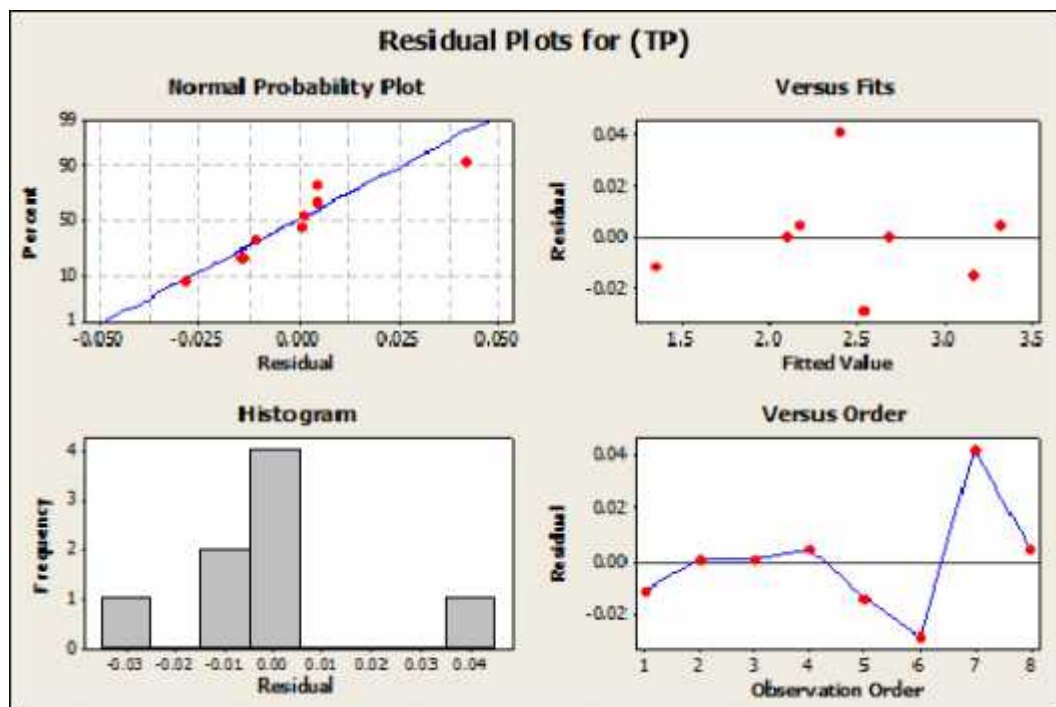 Residual Plots for (TP)
Normal Probability Plot
Versus Fits
99
90
50
10
1
Percent
-0.050 -0.025 0.000 0.025 0.050
Residual
0.04
0.02
0.00
-0.02
Residual
1.5 2.0 2.5 3.0 3.5
Fitted Value
Histogram
Versus Order
4
3
2
1
0
Frequency
-0.03 -0.02 -0.01 0.00 0.01 0.02 0.03 0.04
Residual
0.04
0.02
0.00
-0.02
Residual
1 2 3 4 5 6 7 8
Observation Order